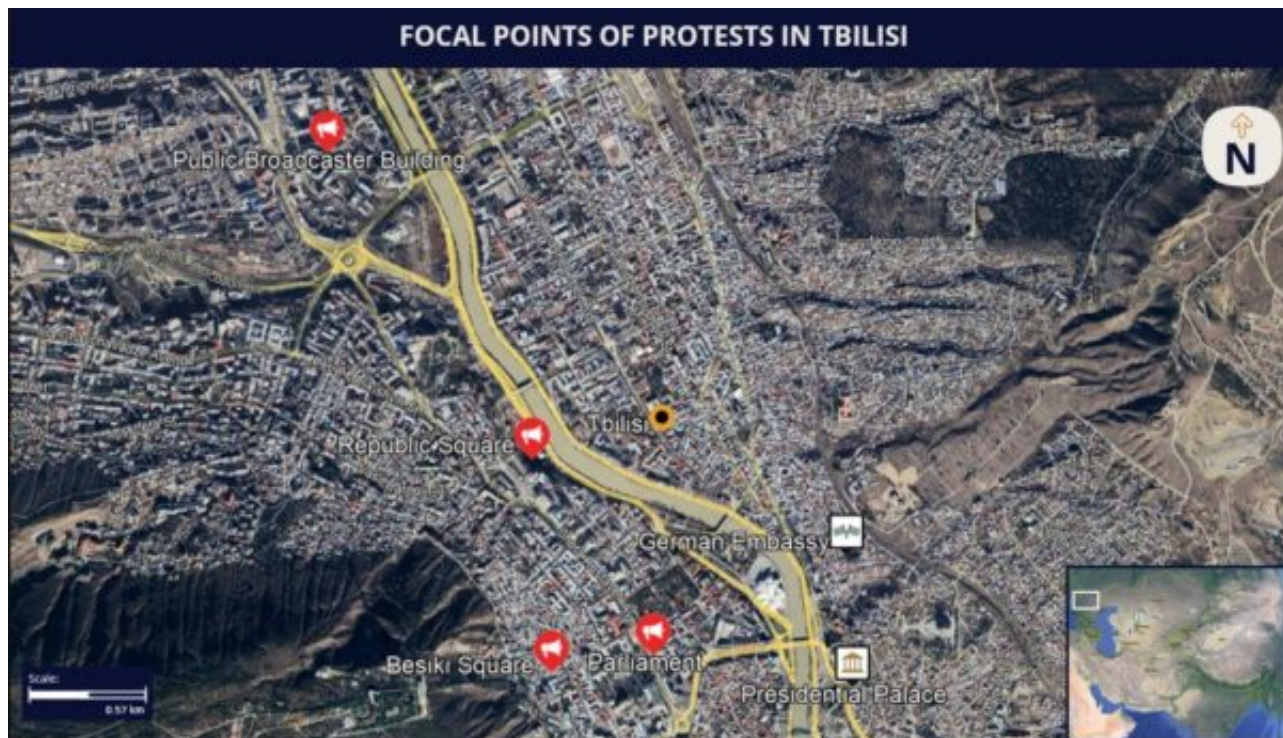 FOCAL POINTS OF PROTESTS IN TBILISI
N
Public Broadcaster Building
Republic Square
Tbilisi
German Embassy
Besiki Square
Parliament
Presidential Palace
Scale:
0.57 km